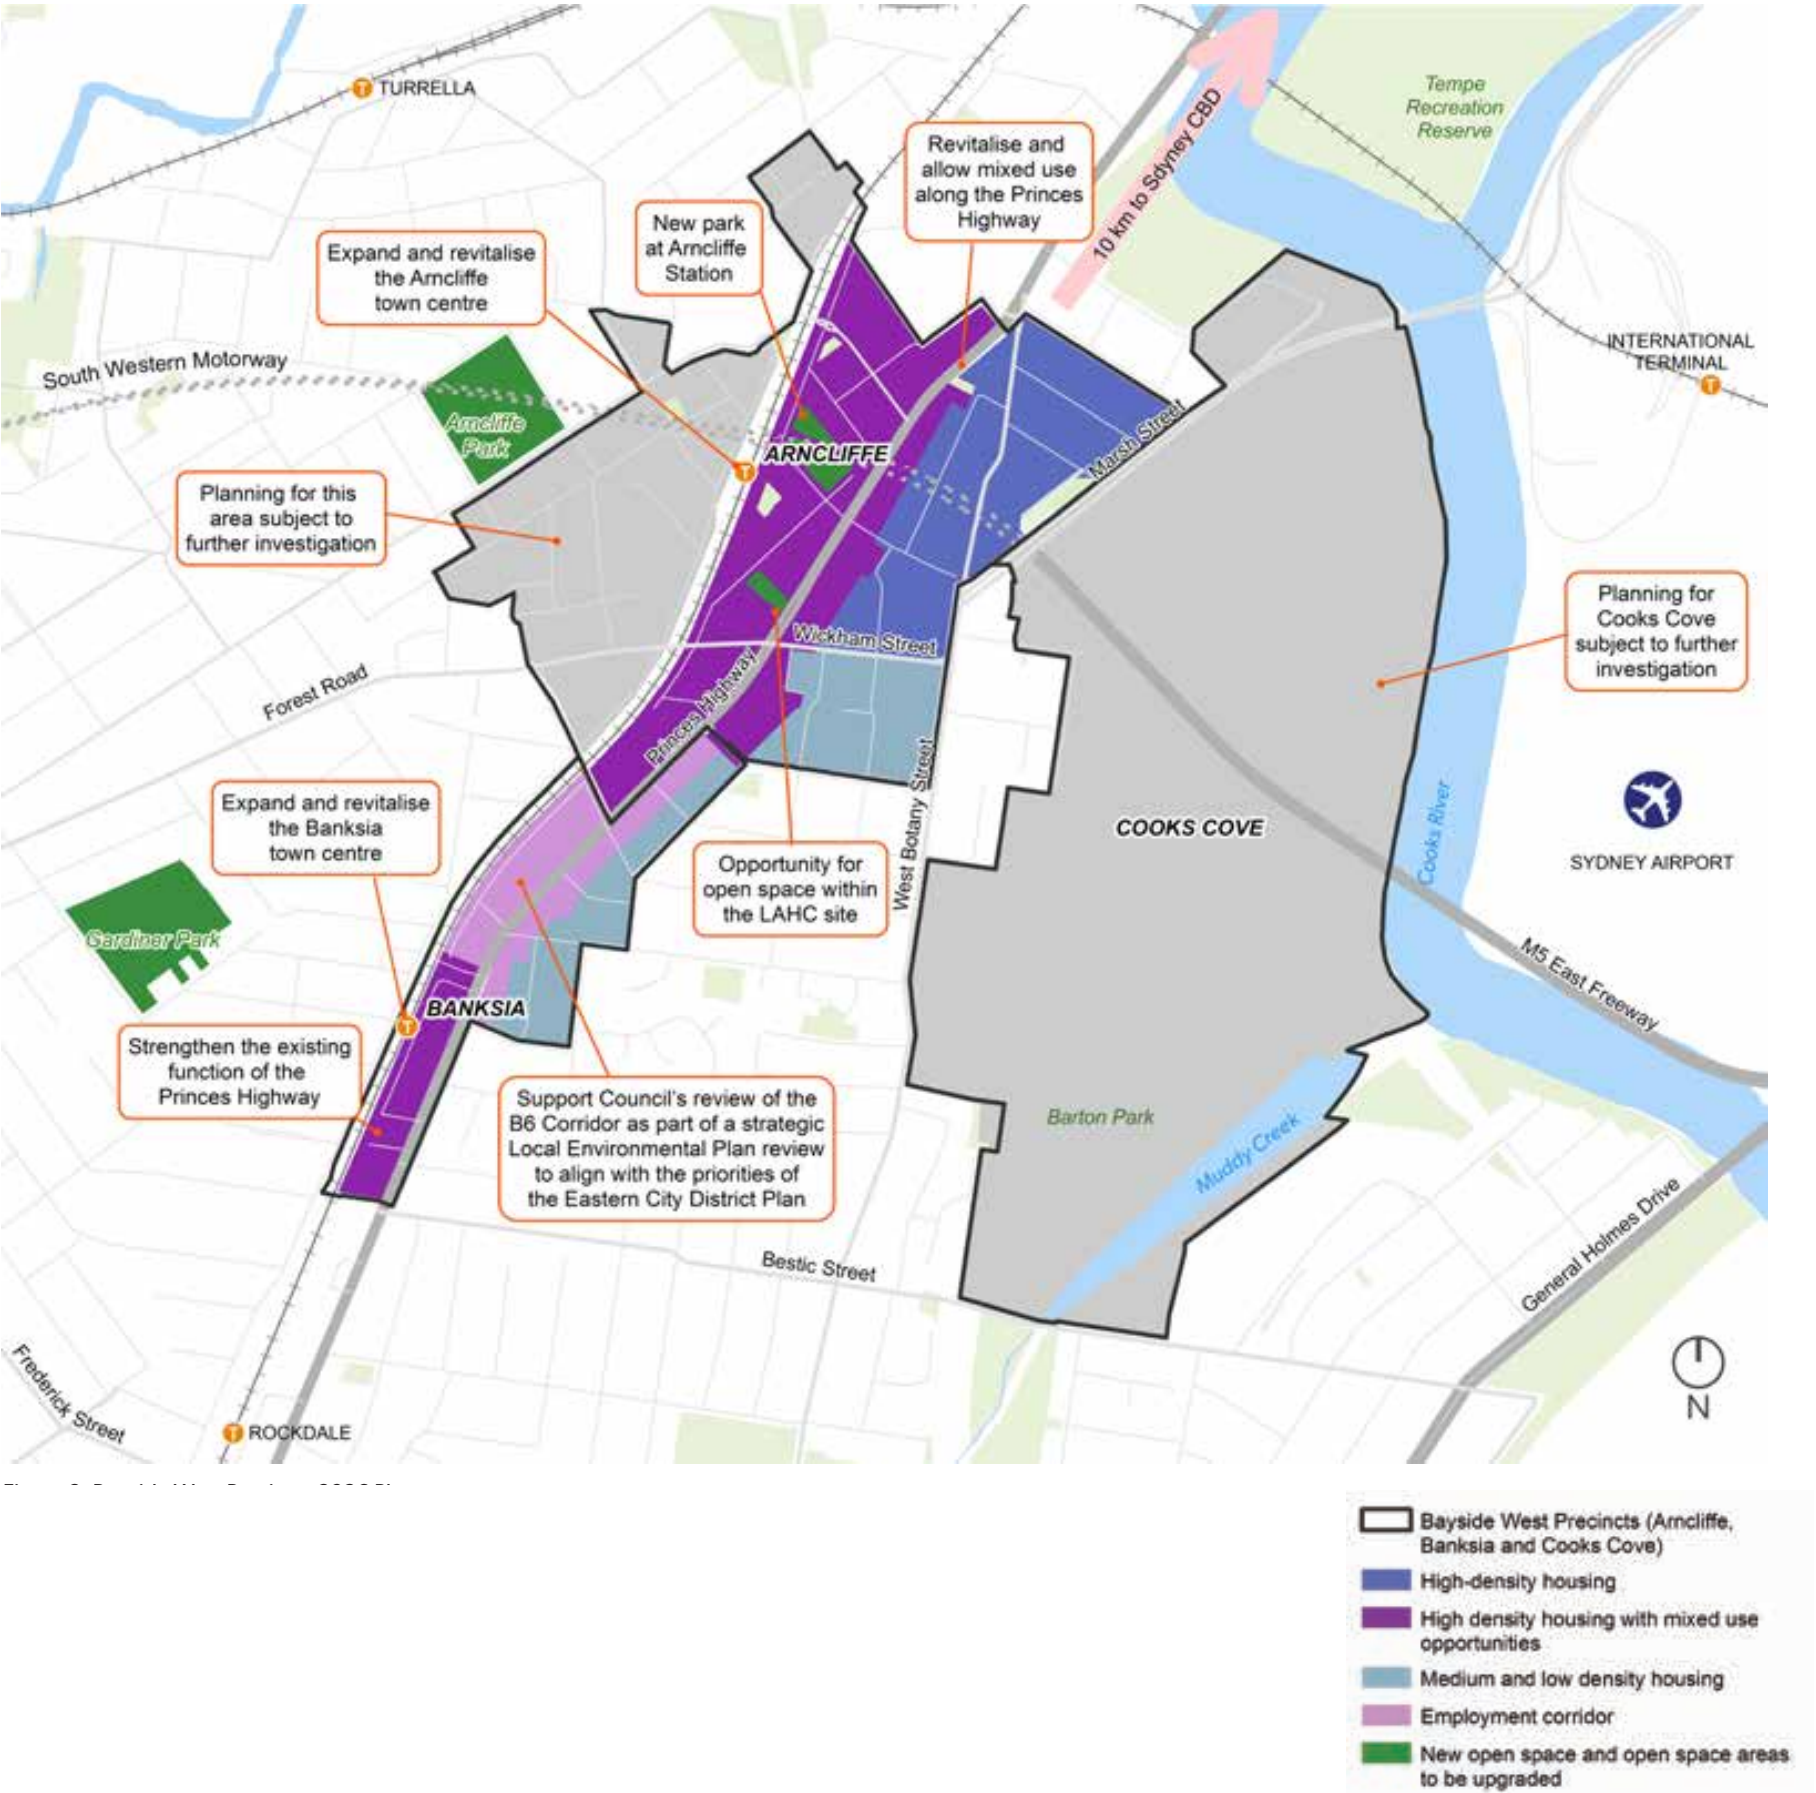 TURRELLA
Tempe
Recreation
Reserve
10 km to Sdyney CBD
Revitalise and
allow mixed use
along the Princes
Highway
New park
at Arncliffe
Station
Expand and revitalise
the Arncliffe
town centre
South Western Motorway
INTERNATIONAL
TERMINAL
Arncliffe
Park
Marsh Street
ARNCLIFFE
Planning for this
area subject to
further investigation
Planning for
Cooks Cove
subject to further
investigation
Wickham Street
Forest Road
Princes Highway
West Botany Street
Expand and revitalise
the Banksia
town centre
COOKS COVE
Cooks River
SYDNEY AIRPORT
Opportunity for
open space within
the LAHC site
Gardiner Park
M5 East Freeway
BANKSIA
Strengthen the existing
function of the
Princes Highway
Support Council's review of the
B6 Corridor as part of a strategic
Local Environmental Plan review
to align with the priorities of
the Eastern City District Plan
Barton Park
Muddy Creek
General Holmes Drive
Bestic Street
Frederick Street
ROCKDALE
N
Bayside West Precincts (Arncliffe,
Banksia and Cooks Cove)
High-density housing
High density housing with mixed use
opportunities
Medium and low density housing
Employment corridor
New open space and open space areas
to be upgraded